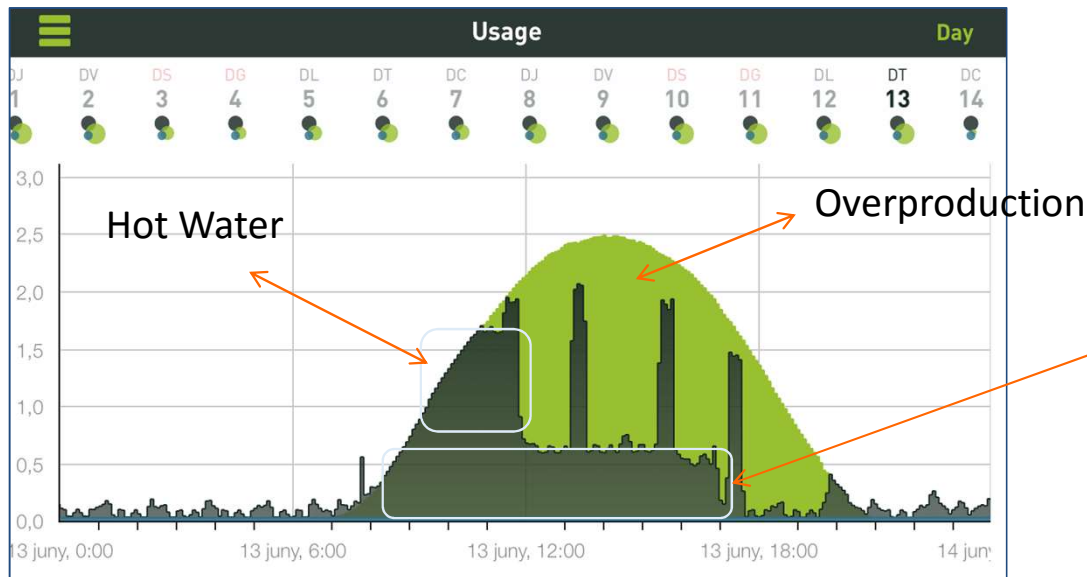 Usage
Day
DJ DV DS DG DL DT DC DJ DV DS DG DL DT DC
1 2 3 4 5 6 7 8 9 10 11 12 13 14
3,0
Overproduction
Hot Water
2,5
2,0
1,5
1,0
0,5
0,0
13 juny, 0:00 13 juny, 6:00 13 juny, 12:00 13 juny, 18:00 14 juny